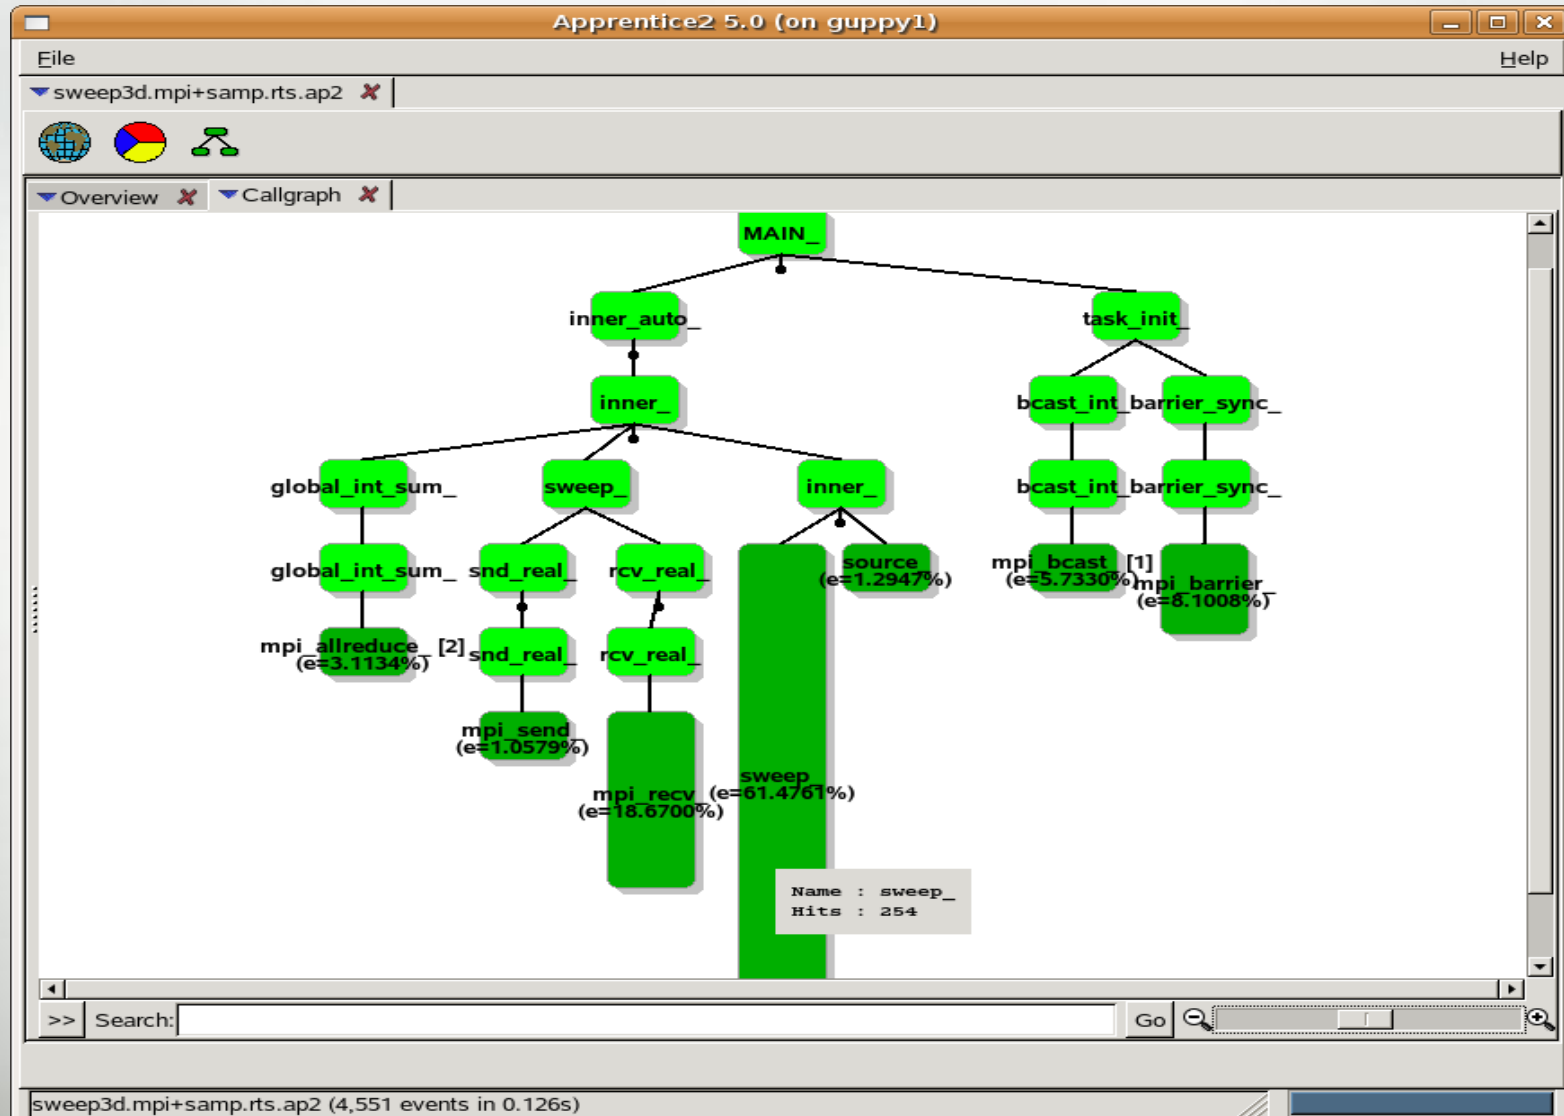 Apprentice2 5.0 (on guppy1)
File Help
sweep3d.mpi+samp.rts.ap2
Overview Callgraph
MAIN_
inner_auto_ task_init_
inner_ bcast_int_ barrier_sync_
global_int_sum_ sweep_ inner_ bcast_int_ barrier_sync_
global_int_sum_ snd_real_ rcv_real_ source_ mpi_bcast_ [1]
(e=1.2947%) (e=5.7330%) mpi_barrier_
(e=8.1008%)
mpi_allreduce_ [2] snd_real_ rcv_real_
(e=3.1134%)
mpi_send_
(e=1.0579%)
sweep_
mpi_recv_ (e=61.4761%)
(e=18.6700%)
Name : sweep_
Hits : 254
>> Search: Go
sweep3d.mpi+samp.rts.ap2 (4,551 events in 0.126s)